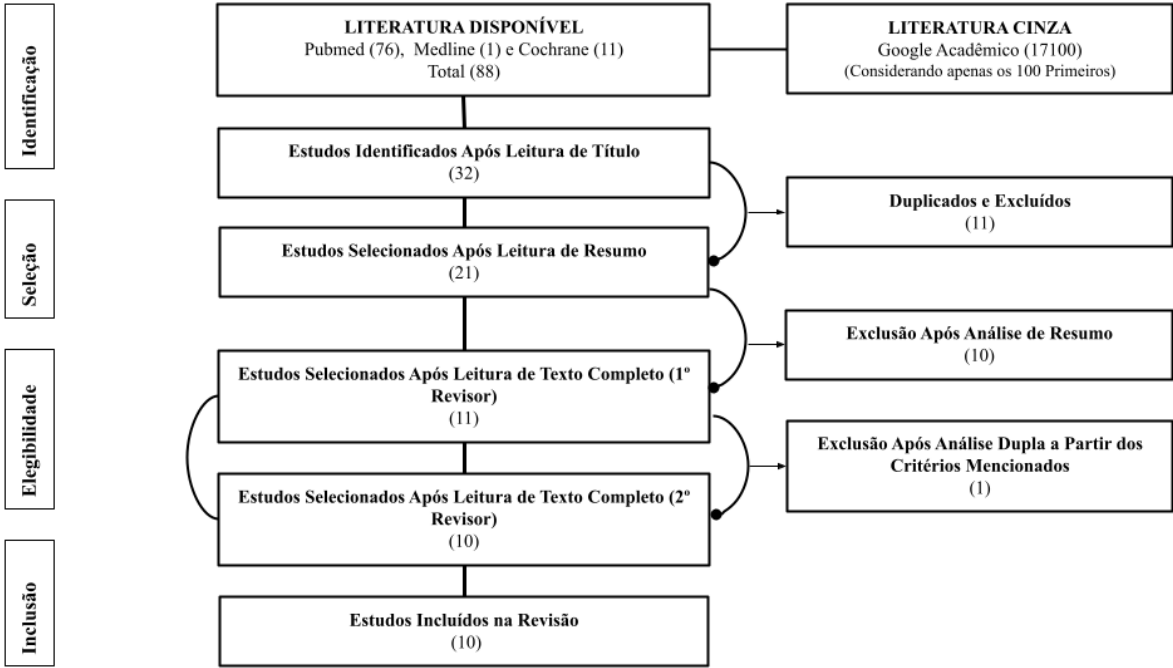 Identificação
LITERATURA DISPONÍVEL
Pubmed (76), Medline (1) e Cochrane (11)
Total (88)
LITERATURA CINZA
Google Acadêmico (17100)
(Considerando apenas os 100 Primeiros)
Estudos Identificados Após Leitura de Título
(32)
Duplicados e Excluídos
(11)
Seleção
Estudos Selecionados Após Leitura de Resumo
(21)
Exclusão Após Análise de Resumo
(10)
Elegibilidade
Estudos Selecionados Após Leitura de Texto Completo (1º
Revisor)
(11)
Exclusão Após Análise Dupla a Partir dos
Critérios Mencionados
(1)
Estudos Selecionados Após Leitura de Texto Completo (2º
Revisor)
(10)
Inclusão
Estudos Incluídos na Revisão
(10)